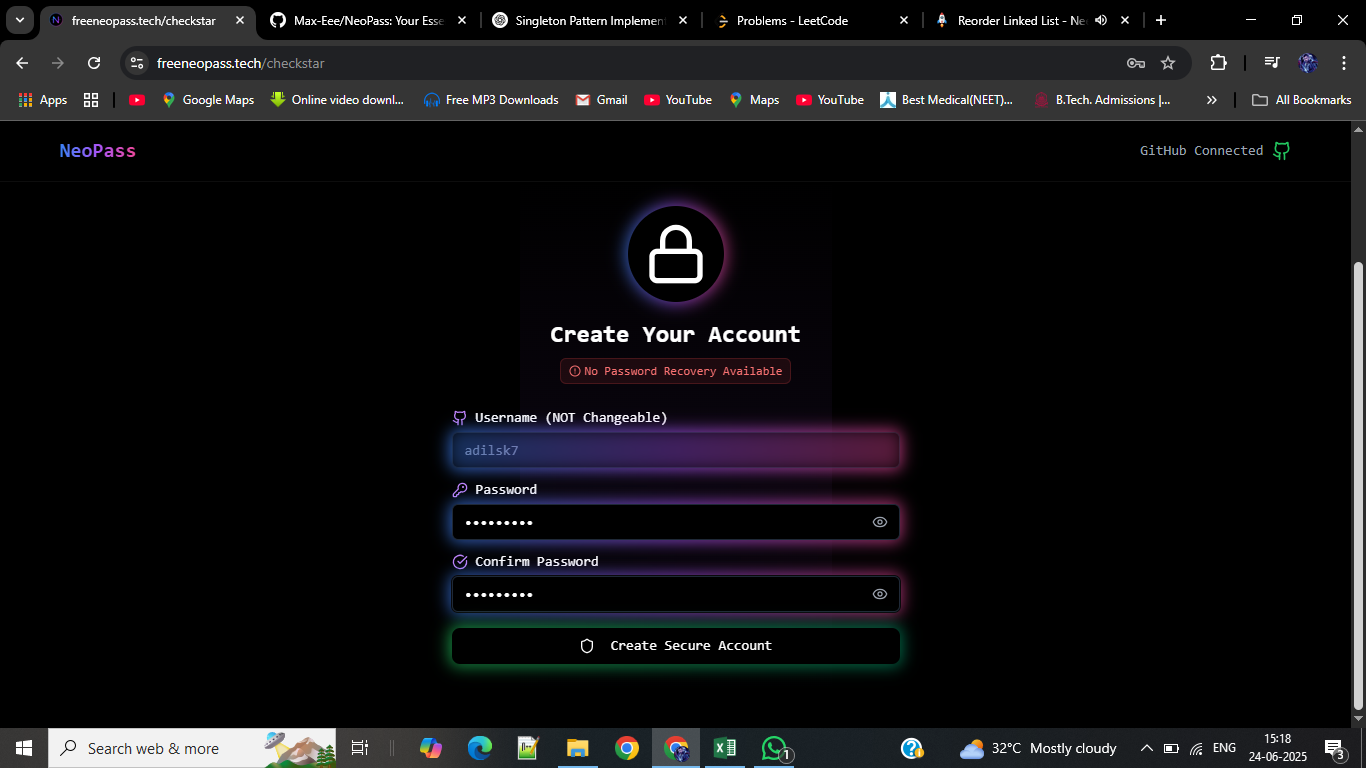 freeneopass.tech/checkstar
Max-Eee/NeoPass: Your Esse
Singleton Pattern Implemen
Problems - LeetCode
Reorder Linked List - Ne
freeneopass.tech/checkstar
Apps
Google Maps
Online video downl...
Free MP3 Downloads
Gmail
YouTube
Maps
YouTube
Best Medical(NEET)...
B.Tech. Admissions |...
»
All Bookmarks
NeoPass
GitHub Connected
Create Your Account
No Password Recovery Available
Username (NOT Changeable)
adilsk7
Password
•••••••••
Confirm Password
•••••••••
Create Secure Account
Search web & more
1
32°C Mostly cloudy
ENG
15:18
24-06-2025
3